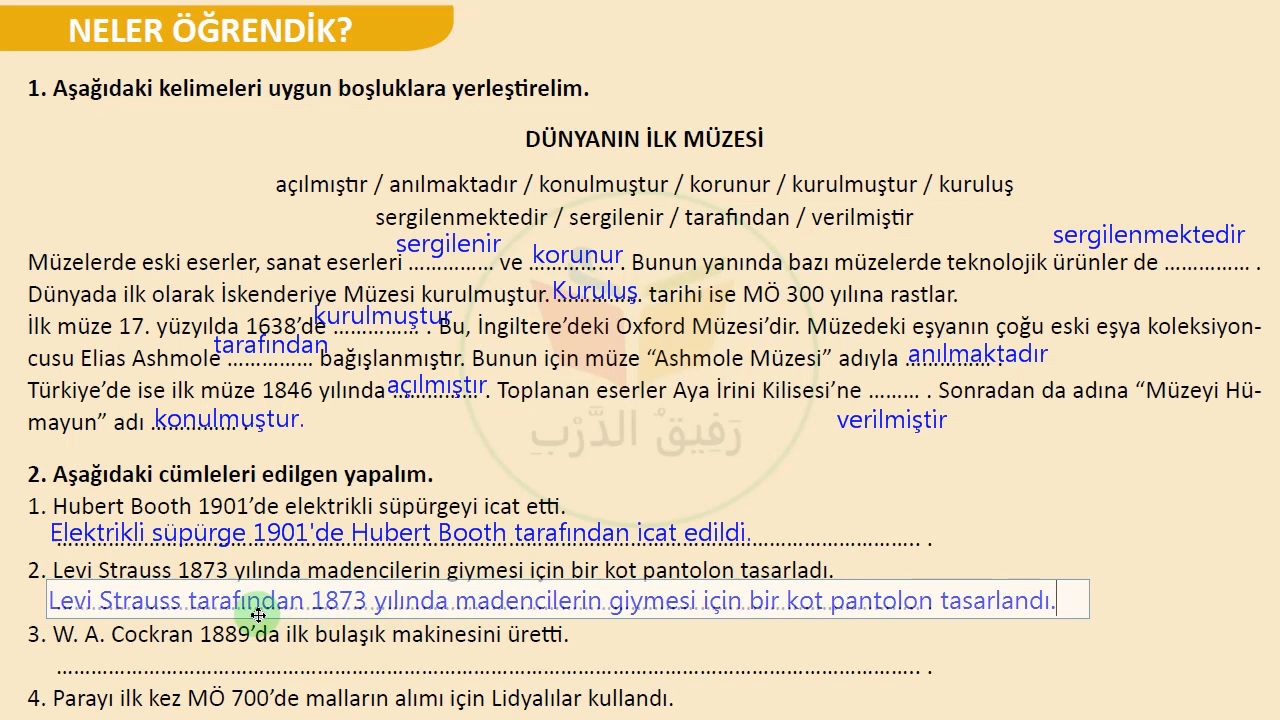 NELER ÖĞRENDİK?
1. Aşağıdaki kelimeleri uygun boşluklara yerleştirelim.
DÜNYANIN İLK MÜZESİ
açılmıştır / anılmaktadır / konulmuştur / korunur / kurulmuştur / kuruluş
sergilenmektedir / sergilenir / tarafından / verilmiştir
sergilenir korunur sergilenmektedir
Müzelerde eski eserler, sanat eserleri …………… ve …………… . Bunun yanında bazı müzelerde teknolojik ürünler de …………… .
Dünyada ilk olarak İskenderiye Müzesi kurulmuştur. Kuruluş tarihi ise MÖ 300 yılına rastlar.
kurulmuştur
İlk müze 17. yüzyılda 1638’de …………… . Bu, İngiltere’deki Oxford Müzesi’dir. Müzedeki eşyanın çoğu eski eşya koleksiyon-
tarafından anılmaktadır
cusu Elias Ashmole …………… bağışlanmıştır. Bunun için müze “Ashmole Müzesi” adıyla …………… .
Türkiye’de ise ilk müze 1846 yılında açılmıştır . Toplanan eserler Aya İrini Kilisesi’ne ……… . Sonradan da adına “Müzeyi Hü-
mayun” adı konulmuştur. verilmiştir
رَفِيقُ الدَّرْبِ
2. Aşağıdaki cümleleri edilgen yapalım.
1. Hubert Booth 1901’de elektrikli süpürgeyi icat etti.
Elektrikli süpürge 1901'de Hubert Booth tarafından icat edildi.
2. Levi Strauss 1873 yılında madencilerin giymesi için bir kot pantolon tasarladı.
Levi Strauss tarafından 1873 yılında madencilerin giymesi için bir kot pantolon tasarlandı.
3. W. A. Cockran 1889’da ilk bulaşık makinesini üretti.
…………………………………………………………………………………………… .
4. Parayı ilk kez MÖ 700’de malların alımı için Lidyalılar kullandı.